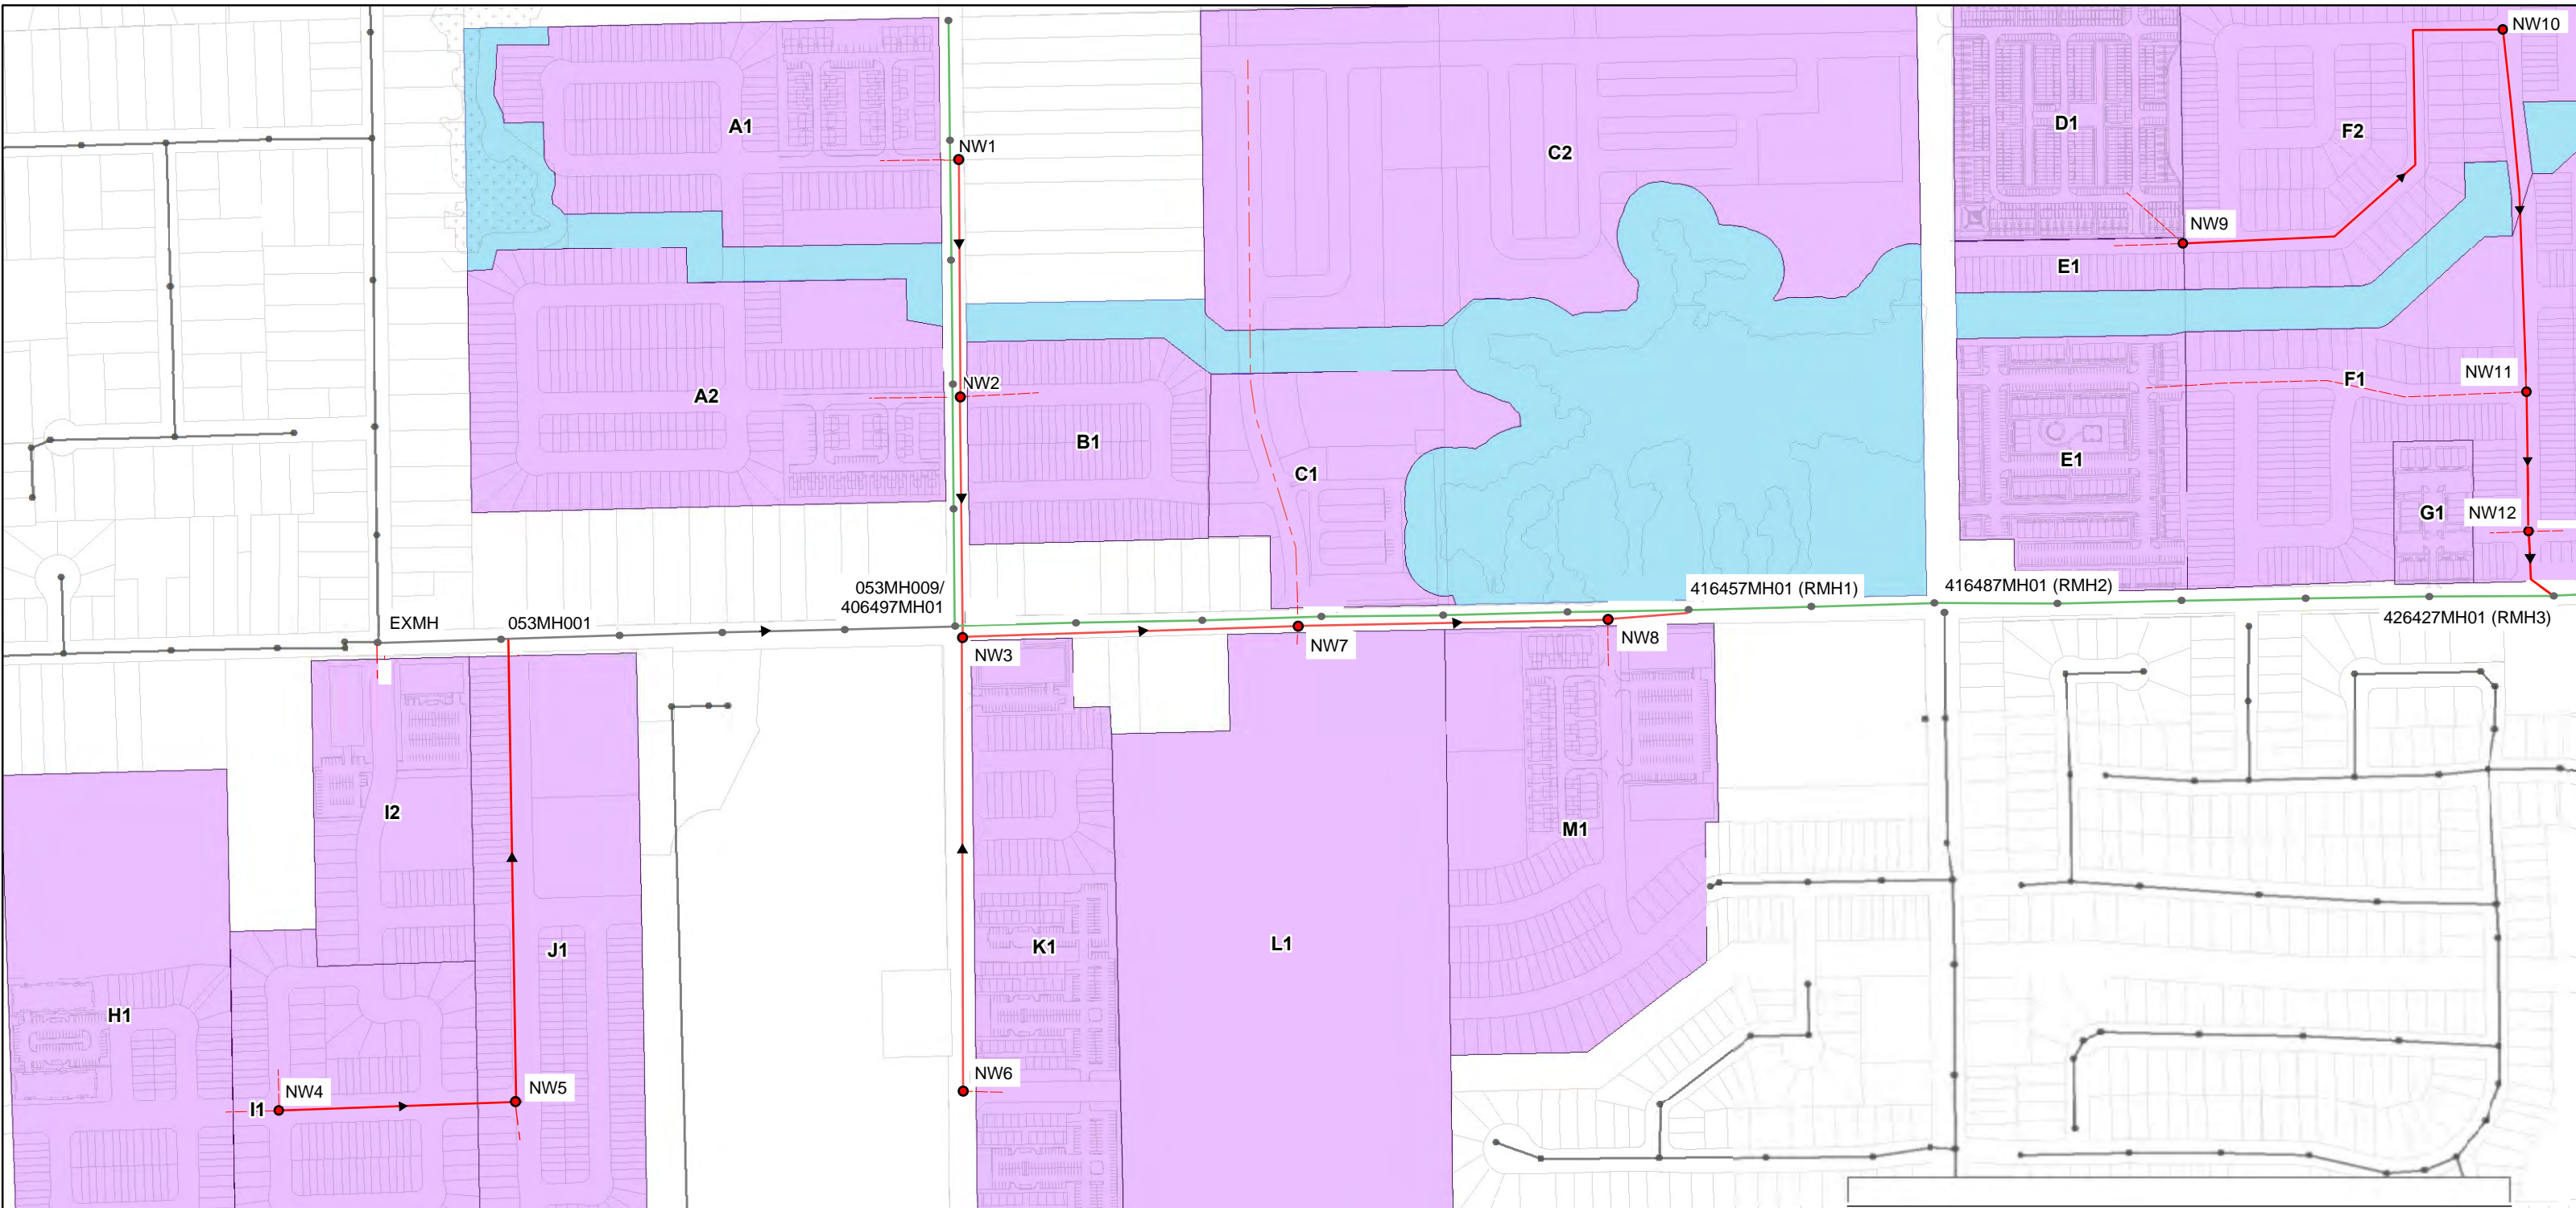 NW10
A1
D1
F2
NW1
C2
NW9
E1
NW2
NW11
F1
A2
B1
C1
E1
G1
NW12
053MH009/
406497MH01
416457MH01 (RMH1)
416487MH01 (RMH2)
EXMH
053MH001
426427MH01 (RMH3)
NW3
NW7
NW8
I2
M1
J1
K1
L1
H1
NW4
NW5
NW6
I1